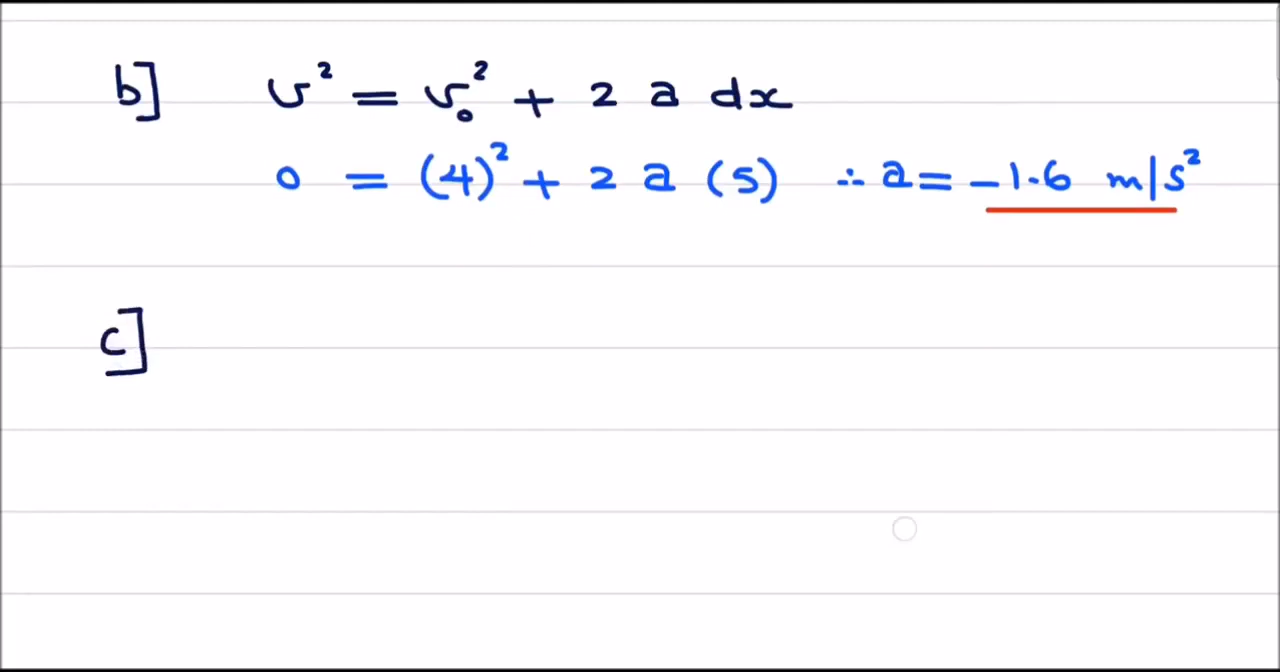 b] v² = v₀² + 2 a dx
0 = (4)² + 2 a (5) ∴ a = -1.6 m/s²
c]